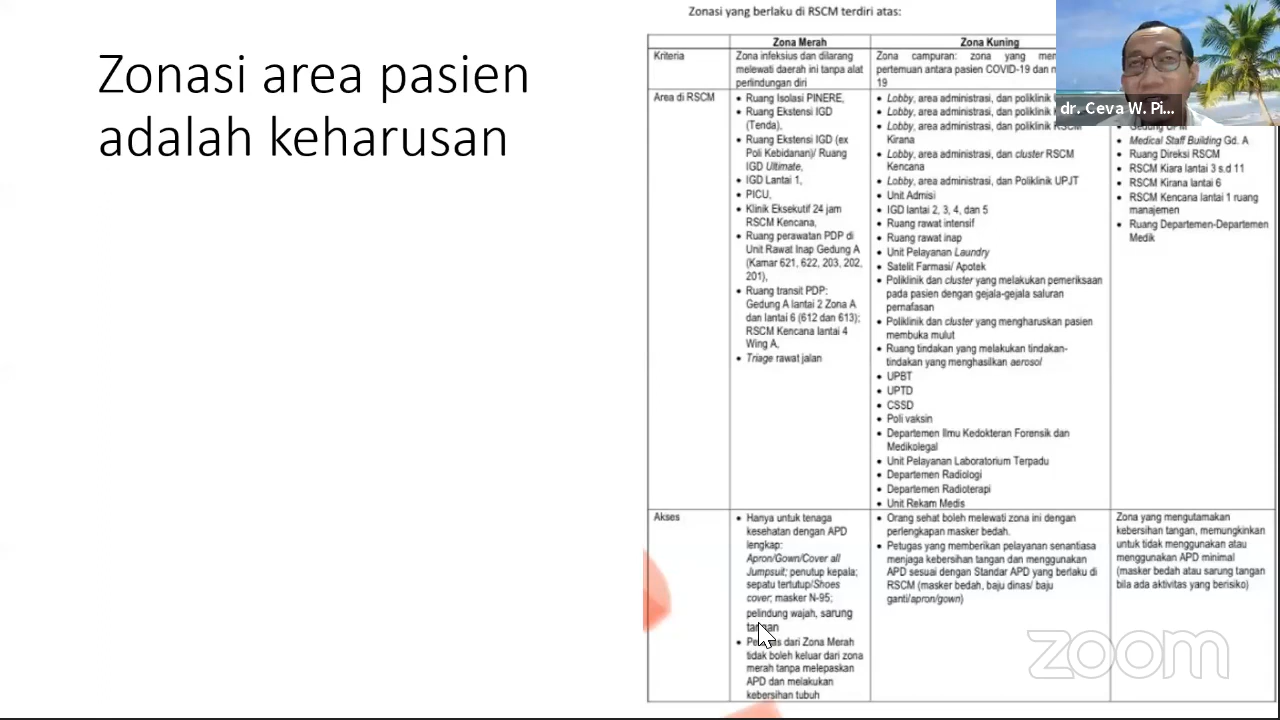 Zonasi area pasien
adalah keharusan
Zonasi yang berlaku di RSCM terdiri atas:
Zona Merah
Zona Kuning
Kriteria
Zona infeksius dan dilarang
melewati daerah ini tanpa alat
perlindungan diri
Zona campuran: zona yang
pertemuan antara pasien COVID-19 dan
19
Area di RSCM
• Ruang Isolasi PINERE,
• Ruang Ekstensi IGD
(Tenda),
• Ruang Ekstensi IGD (ex
Poli Kebidanan)/ Ruang
IGD Ultimate,
• IGD Lantai 1,
• PICU,
• Klinik Eksekutif 24 jam
RSCM Kencana,
• Ruang perawatan PDP di
Unit Rawat Inap Gedung A
(Kamar 621, 622, 203, 202,
201),
• Ruang transit PDP:
Gedung A lantai 2 Zona A
dan lantai 6 (612 dan 613);
RSCM Kencana lantai 4
Wing A,
• Triage rawat jalan
• Lobby, area administrasi, dan poliklinik
• Lobby, area administrasi, dan poliklinik
• Lobby, area administrasi, dan poliklinik RSCM
Kirana
• Lobby, area administrasi, dan cluster RSCM
Kencana
• Lobby, area administrasi, dan Poliklinik UPJT
• Unit Admisi
• IGD lantai 2, 3, 4, dan 5
• Ruang rawat intensif
• Ruang rawat inap
• Unit Pelayanan Laundry
• Satelit Farmasi/ Apotek
• Poliklinik dan cluster yang melakukan pemeriksaan
pada pasien dengan gejala-gejala saluran
pernafasan
• Poliklinik dan cluster yang mengharuskan pasien
membuka mulut
• Ruang tindakan yang melakukan tindakan-
tindakan yang menghasilkan aerosol
• UPBT
• UPTD
• CSSD
• Poli vaksin
• Departemen Ilmu Kedokteran Forensik dan
Medikolegal
• Unit Pelayanan Laboratorium Terpadu
• Departemen Radiologi
• Departemen Radioterapi
• Unit Rekam Medis
• Medical Staff Building Gd. A
• Ruang Direksi RSCM
• RSCM Kiara lantai 3 s.d 11
• RSCM Kirana lantai 6
• RSCM Kencana lantai 1 ruang
manajemen
• Ruang Departemen-Departemen
Medik
Akses
• Hanya untuk tenaga
kesehatan dengan APD
lengkap:
Apron/Gown/Cover all
Jumpsuit; penutup kepala;
sepatu tertutup/Shoes
cover; masker N-95;
pelindung wajah, sarung
tangan
• dari Zona Merah
tidak boleh keluar dari zona
merah tanpa melepaskan
APD dan melakukan
kebersihan tubuh
• Orang sehat boleh melewati zona ini dengan
perlengkapan masker bedah.
• Petugas yang memberikan pelayanan senantiasa
menjaga kebersihan tangan dan menggunakan
APD sesuai dengan Standar APD yang berlaku di
RSCM (masker bedah, baju dinas/ baju
ganti/apron/gown)
Zona yang mengutamakan
kebersihan tangan, memungkinkan
untuk tidak menggunakan atau
menggunakan APD minimal
(masker bedah atau sarung tangan
bila ada aktivitas yang berisiko)
dr. Ceva W. Pi...
zoom